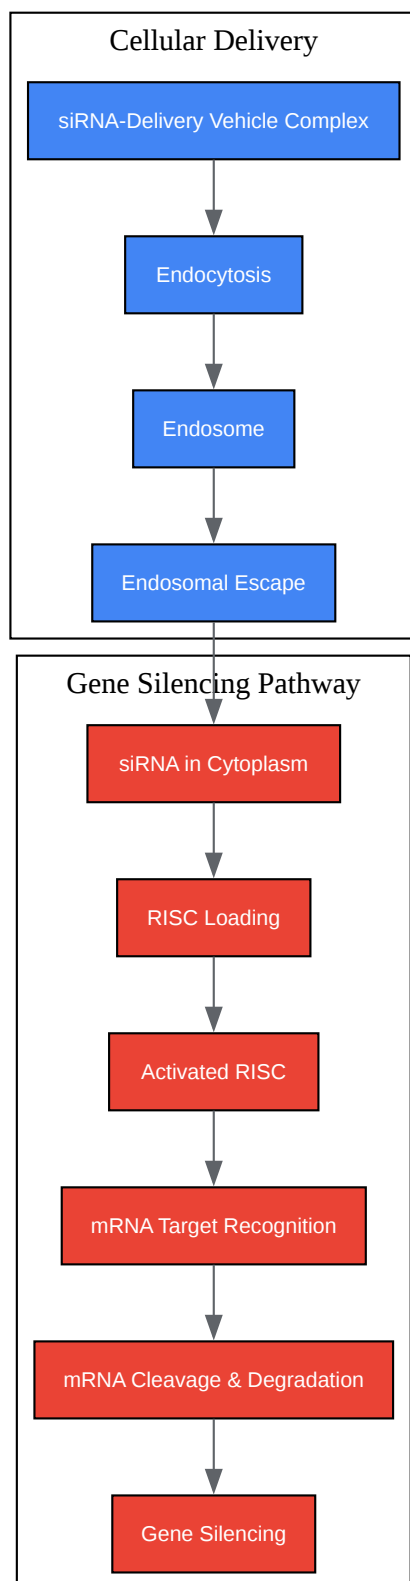 Cellular Delivery
siRNA-Delivery Vehicle Complex
Endocytosis
Endosome
Endosomal Escape
Gene Silencing Pathway
siRNA in Cytoplasm
RISC Loading
Activated RISC
mRNA Target Recognition
mRNA Cleavage & Degradation
Gene Silencing